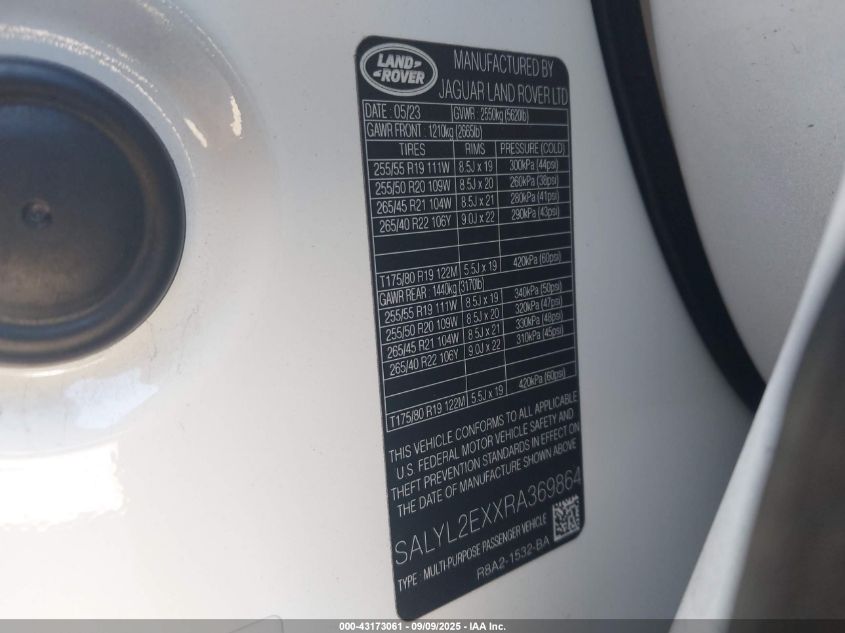 LAND
ROVER
MANUFACTURED BY
JAGUAR LAND ROVER LTD
DATE : 05/23 GVWR : 2550kg (5620lb)
GAWR FRONT : 1210kg (2665lb)
TIRES RIMS PRESSURE (COLD)
255/55 R19 111W 8.5J x 19 300kPa (44psi)
255/50 R20 109W 8.5J x 20 260kPa (38psi)
265/45 R21 104W 8.5J x 21 280kPa (41psi)
265/40 R22 106Y 9.0J x 22 290kPa (43psi)
T175/80 R19 122M 5.5J x 19 420kPa (60psi)
GAWR REAR : 1440kg (3170lb)
255/55 R19 111W 8.5J x 19 340kPa (50psi)
255/50 R20 109W 8.5J x 20 320kPa (47psi)
265/45 R21 104W 8.5J x 21 330kPa (48psi)
265/40 R22 106Y 9.0J x 22 310kPa (45psi)
T175/80 R19 122M 5.5J x 19 420kPa (60psi)
THIS VEHICLE CONFORMS TO ALL APPLICABLE
U.S. FEDERAL MOTOR VEHICLE SAFETY AND
THEFT PREVENTION STANDARDS IN EFFECT ON
THE DATE OF MANUFACTURE SHOWN ABOVE
SALYL2EXXRA369864
TYPE : MULTI-PURPOSE PASSENGER VEHICLE
R8A2-1532-BA
000-43173061 - 09/09/2025 - IAA Inc.